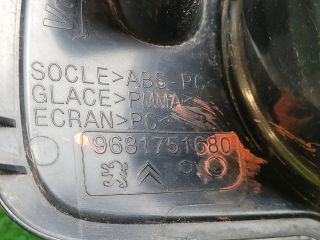 SOCLE>ABS-PC<
GLACE>PMMA<
ECRAN>PC<
9681751680